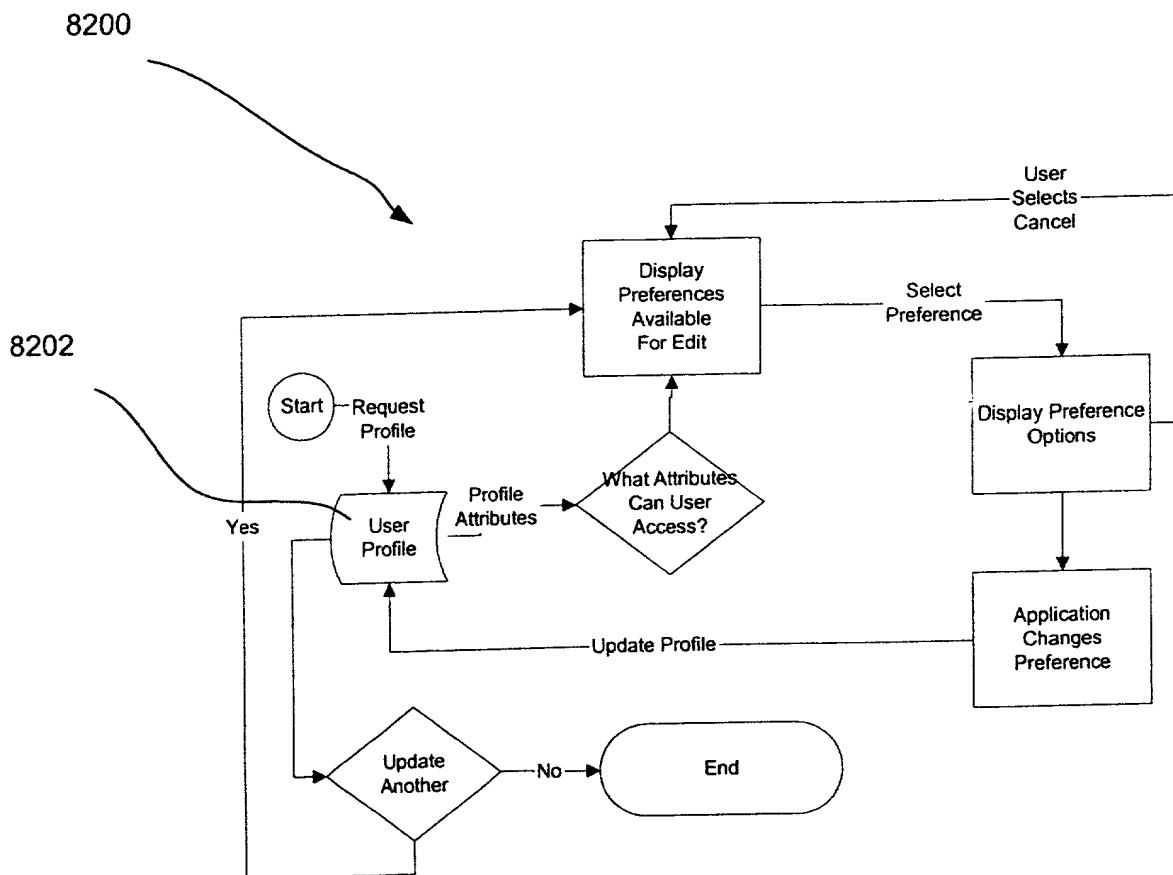 8200
User
Selects
Cancel
Display
Preferences
Available
For Edit
Select
Preference
8202
Start
Request
Profile
Display Preference
Options
What Attributes
Can User
Access?
Profile
Attributes
User
Profile
Yes
Application
Changes
Preference
Update Profile
Update
Another
No
End